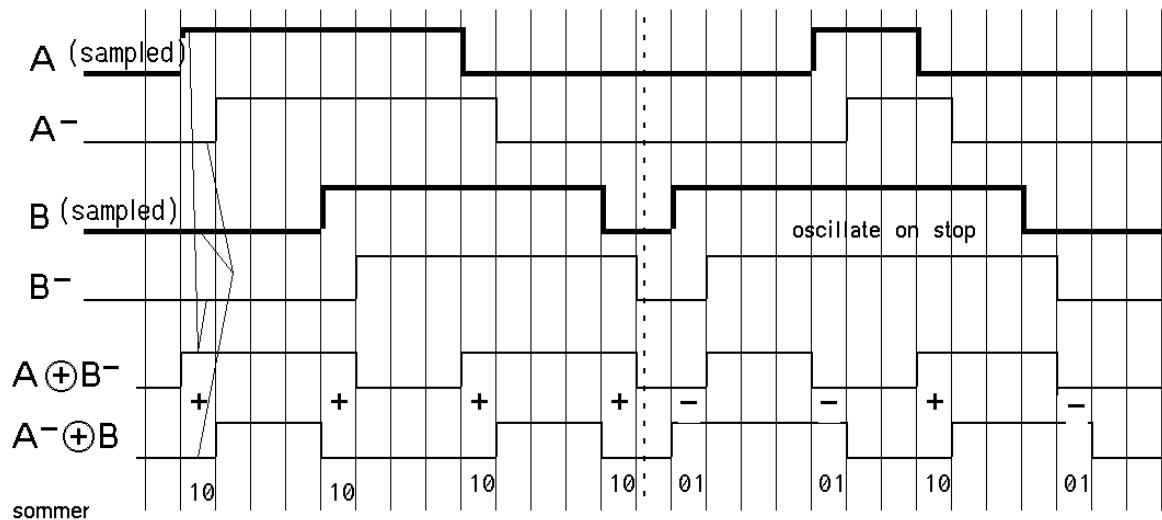 A (sampled)
A−
B (sampled)
oscillate on stop
B−
A⊕B−
+ + + + − − + −
A−⊕B
10 10 10 10 01 01 10 01
sommer